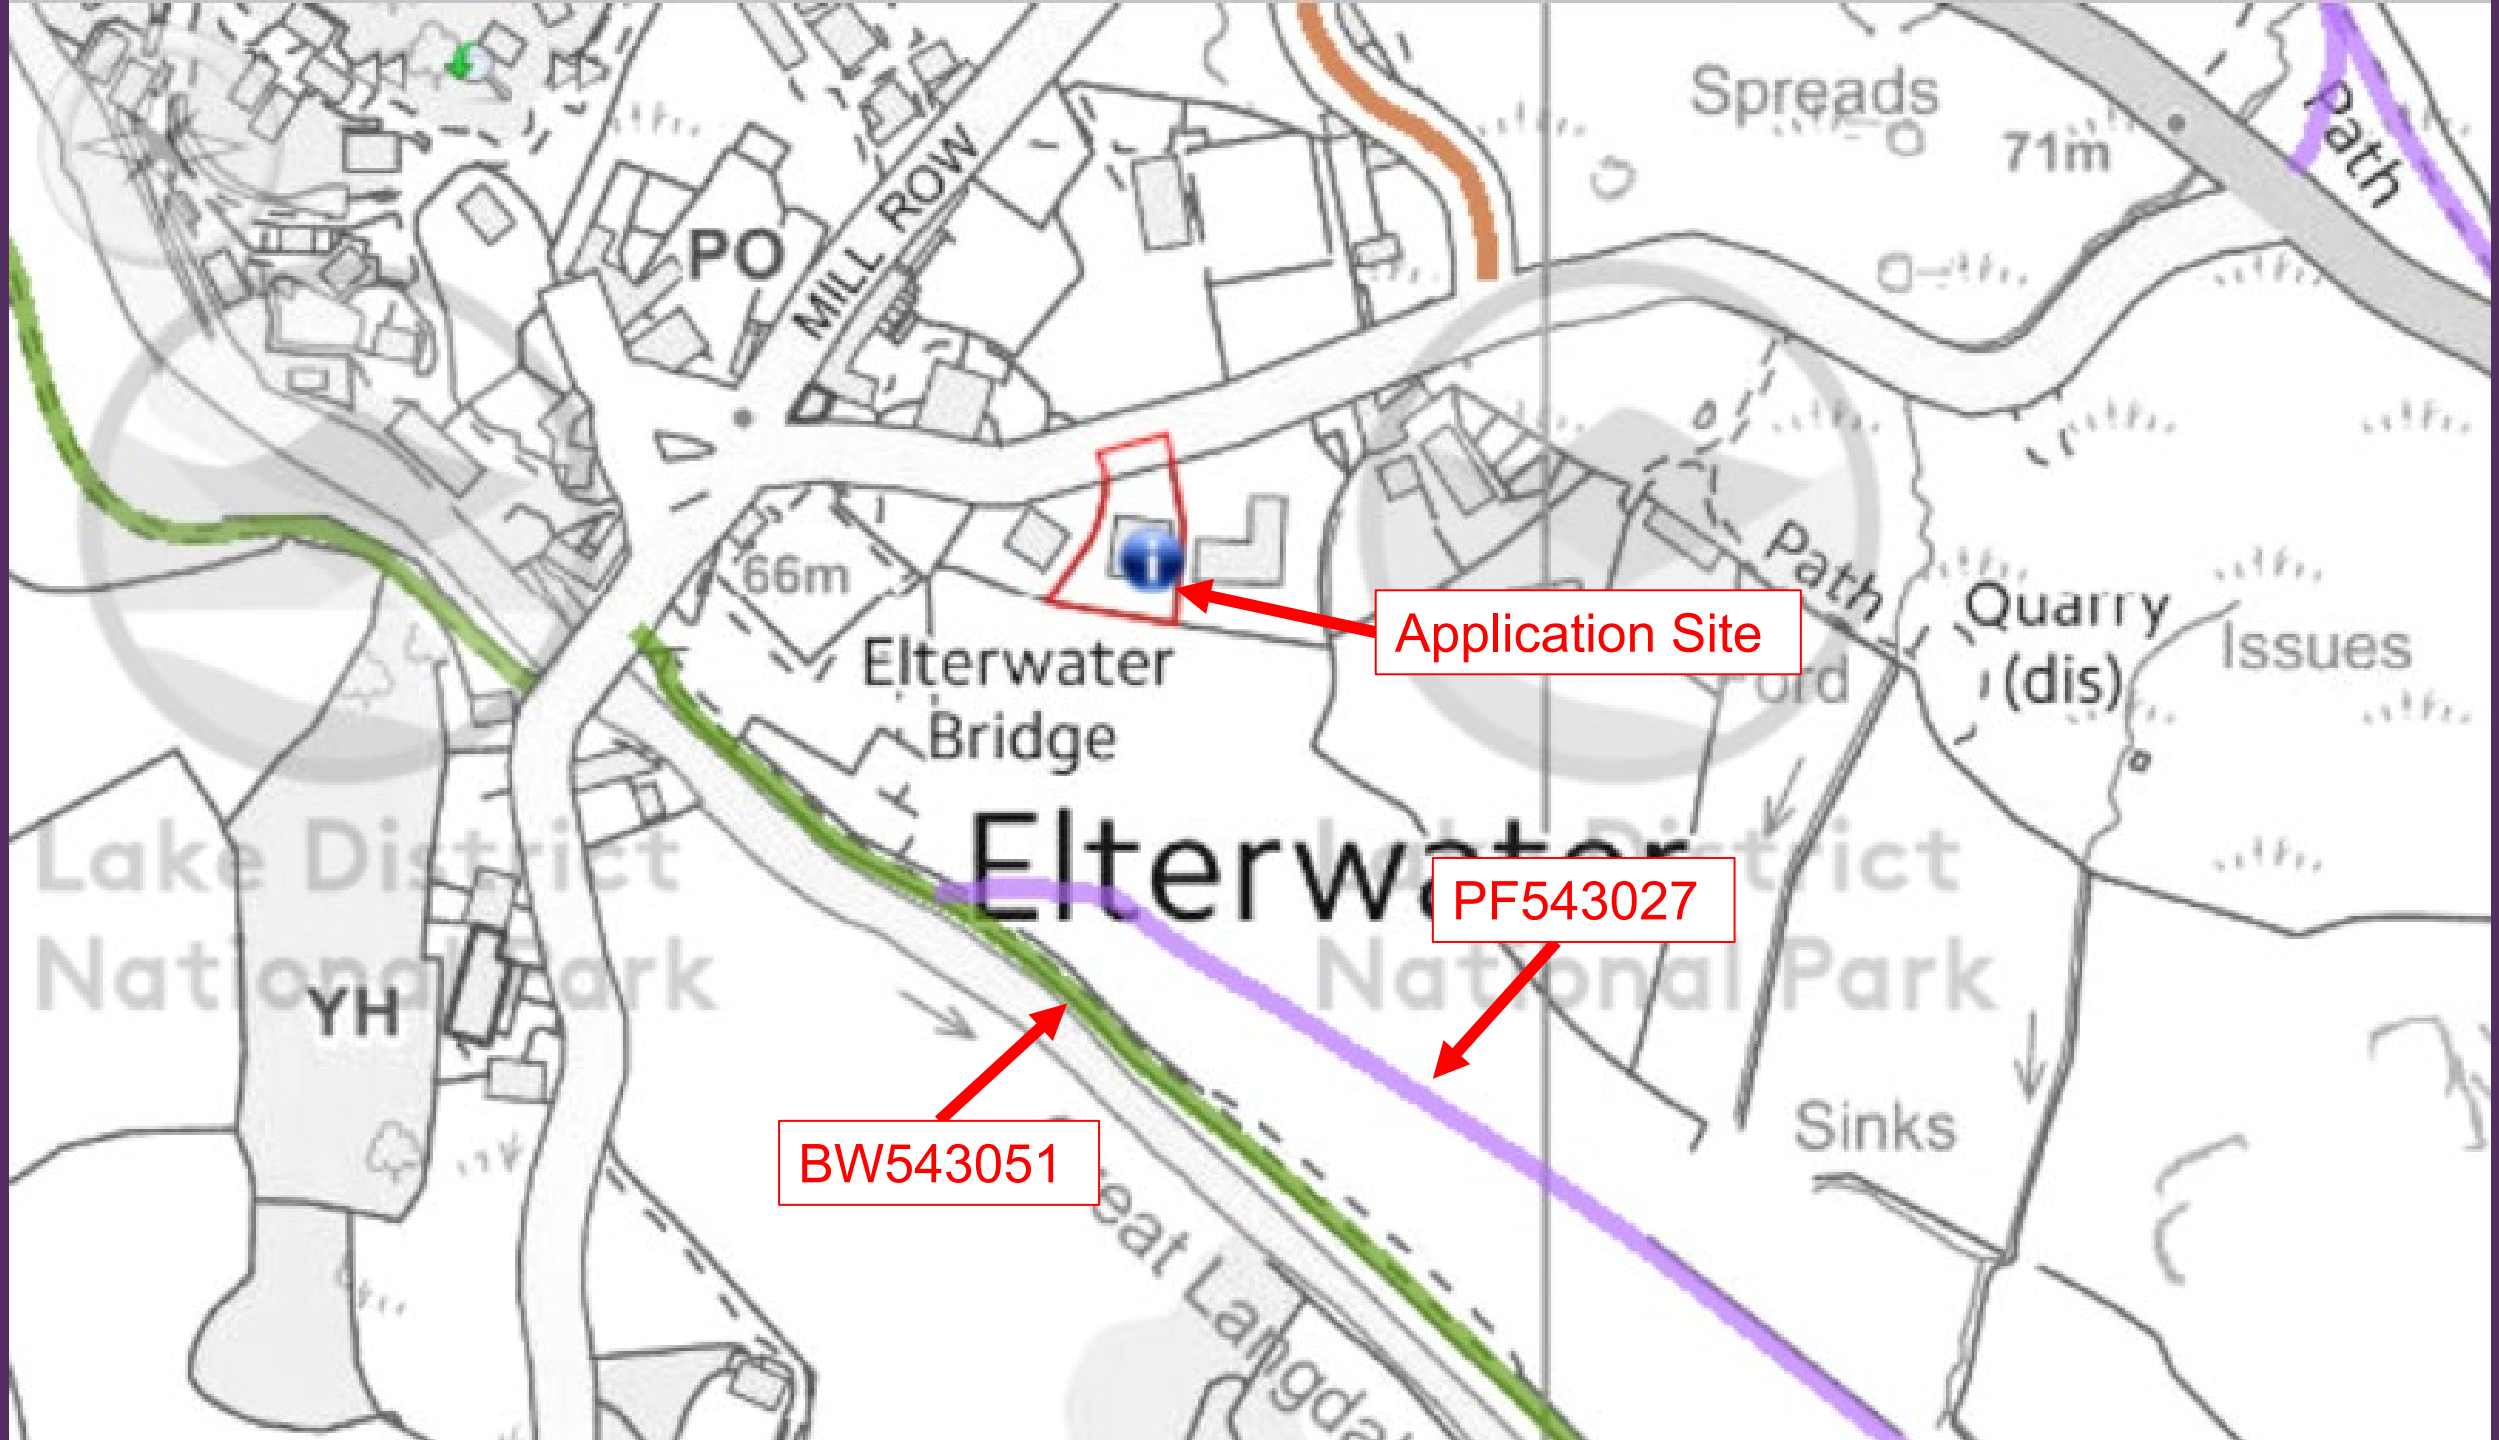 Spreads
71m
Path
PO
MILL ROW
66m
Elterwater
Bridge
Application Site
Path
Quarry
(dis)
Issues
Elterwater
PF543027
Lake District
National Park
Lake District
National Park
YH
BW543051
Sinks